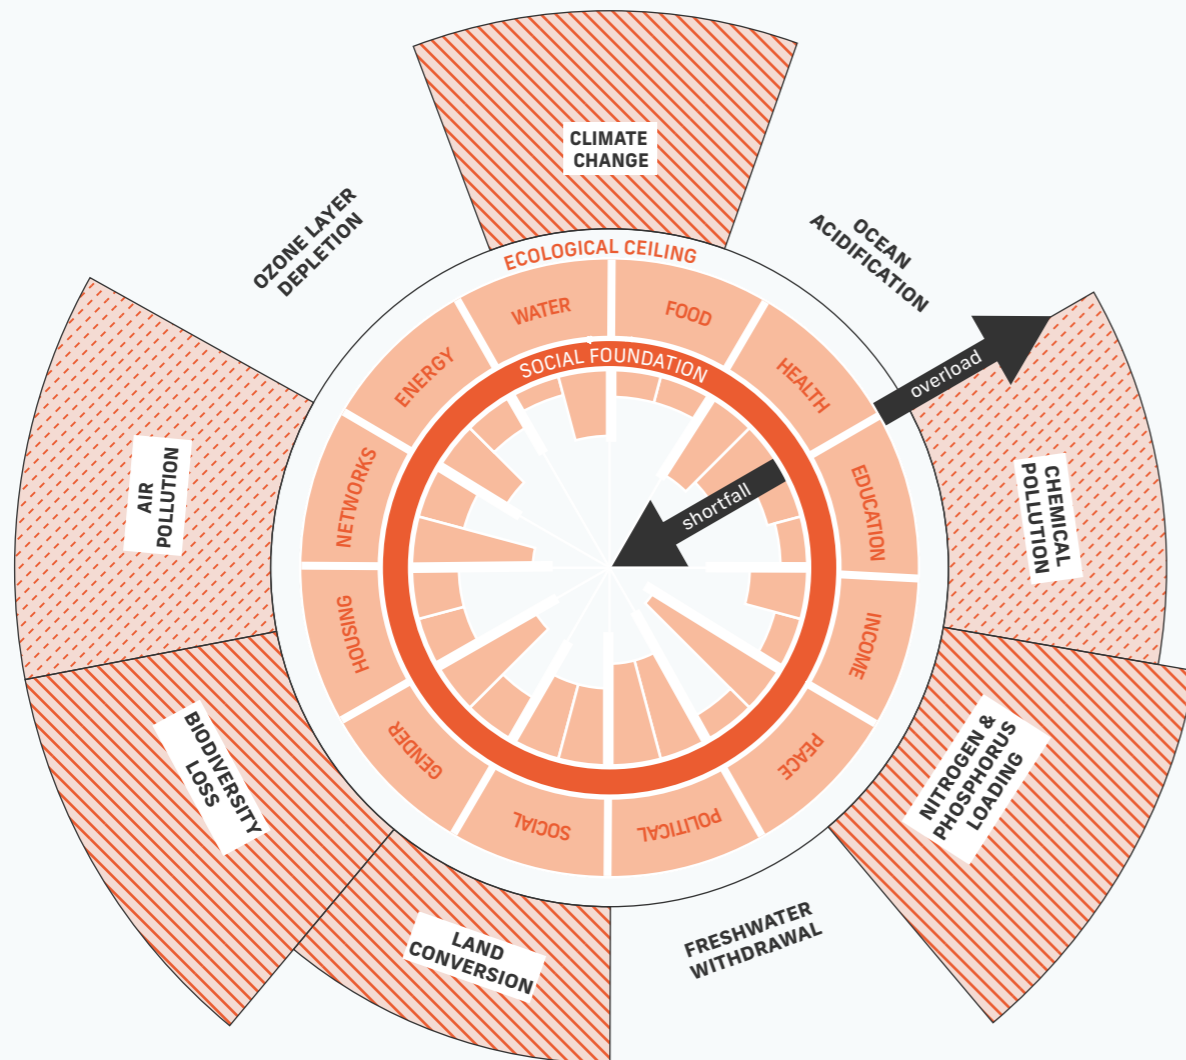 CLIMATE
CHANGE
OZONE LAYER
DEPLETION
OCEAN
ACIDIFICATION
ECOLOGICAL CEILING
WATER
FOOD
ENERGY
HEALTH
SOCIAL FOUNDATION
overload
AIR
POLLUTION
NETWORKS
shortfall
EDUCATION
CHEMICAL
POLLUTION
HOUSING
INCOME
BIODIVERSITY
LOSS
GENDER
PEACE
NITROGEN &
PHOSPHORUS
LOADING
SOCIAL
POLITICAL
LAND
CONVERSION
FRESHWATER
WITHDRAWAL